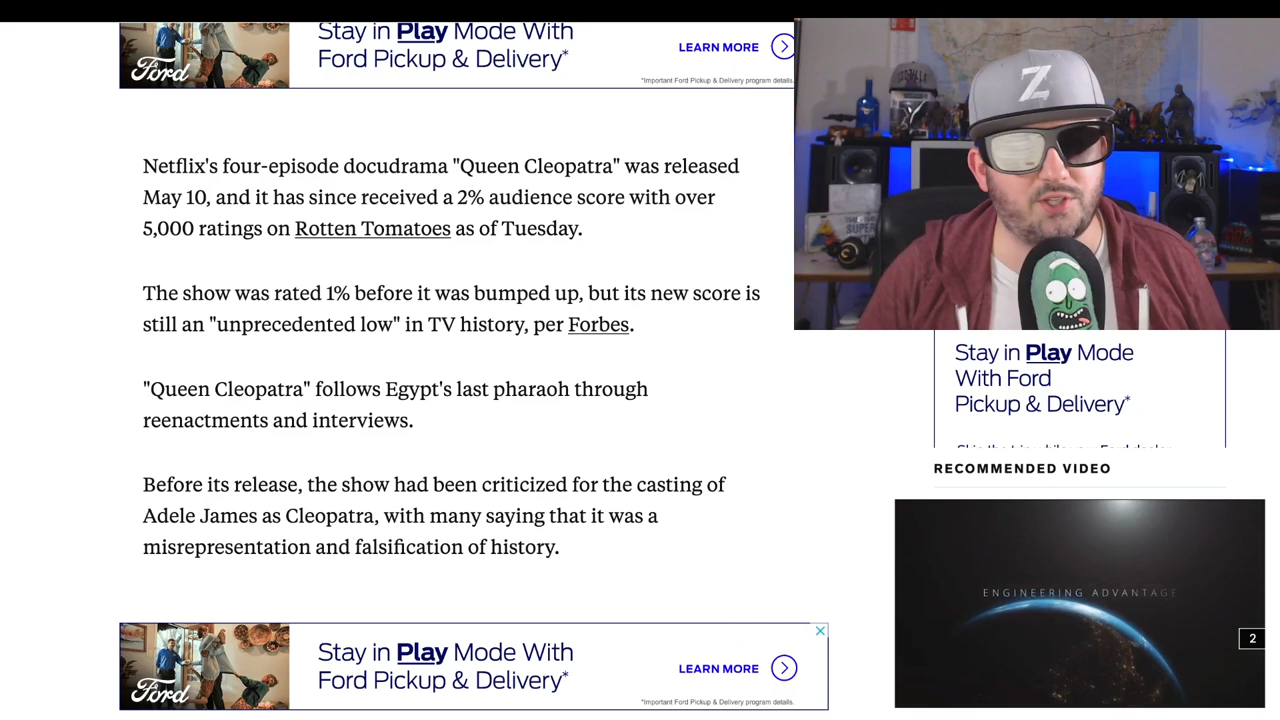 Stay in Play Mode With
Ford Pickup & Delivery*
LEARN MORE
*Important Ford Pickup & Delivery program details.
Ford
Netflix's four-episode docudrama "Queen Cleopatra" was released
May 10, and it has since received a 2% audience score with over
5,000 ratings on Rotten Tomatoes as of Tuesday.
The show was rated 1% before it was bumped up, but its new score is
still an "unprecedented low" in TV history, per Forbes.
"Queen Cleopatra" follows Egypt's last pharaoh through
reenactments and interviews.
Before its release, the show had been criticized for the casting of
Adele James as Cleopatra, with many saying that it was a
misrepresentation and falsification of history.
Z
Stay in Play Mode
With Ford
Pickup & Delivery*
RECOMMENDED VIDEO
ENGINEERING ADVANTAGE
2
Stay in Play Mode With
Ford Pickup & Delivery*
LEARN MORE
*Important Ford Pickup & Delivery program details.
Ford